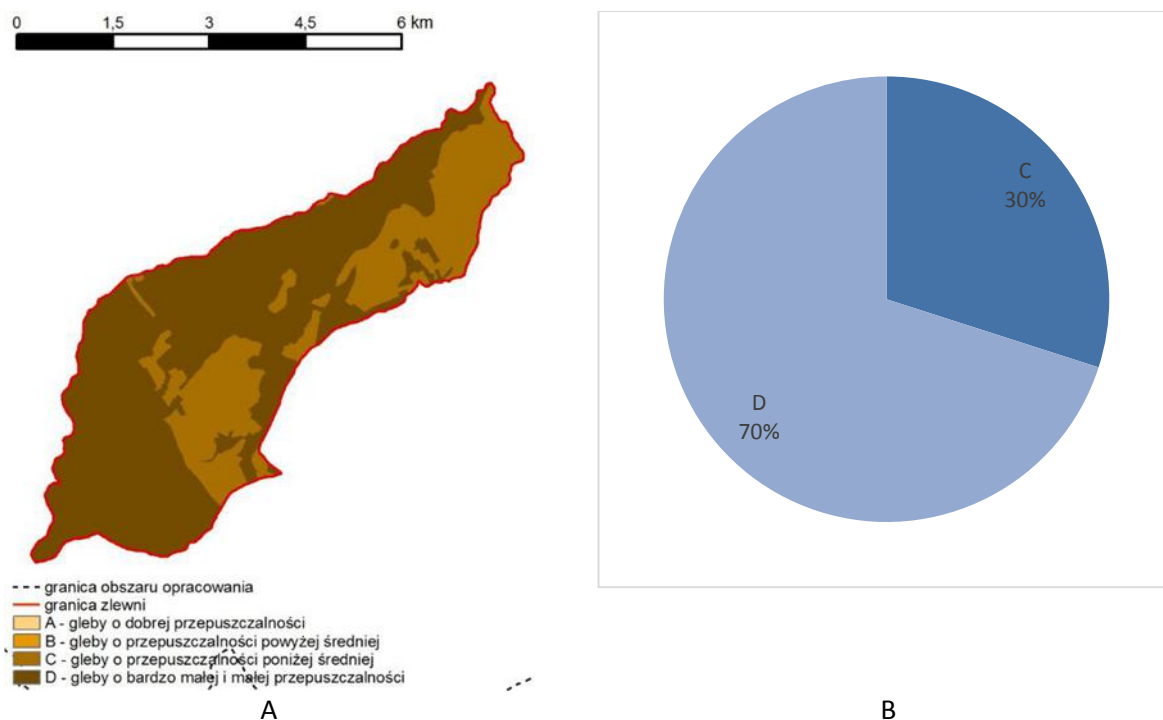 0 1,5 3 4,5 6 km
C
30%
D
70%
granica obszaru opracowania
granica zlewni
A - gleby o dobrej przepuszczalności
B - gleby o przepuszczalności powyżej średniej
C - gleby o przepuszczalności poniżej średniej
D - gleby o bardzo małej i małej przepuszczalności
A
B